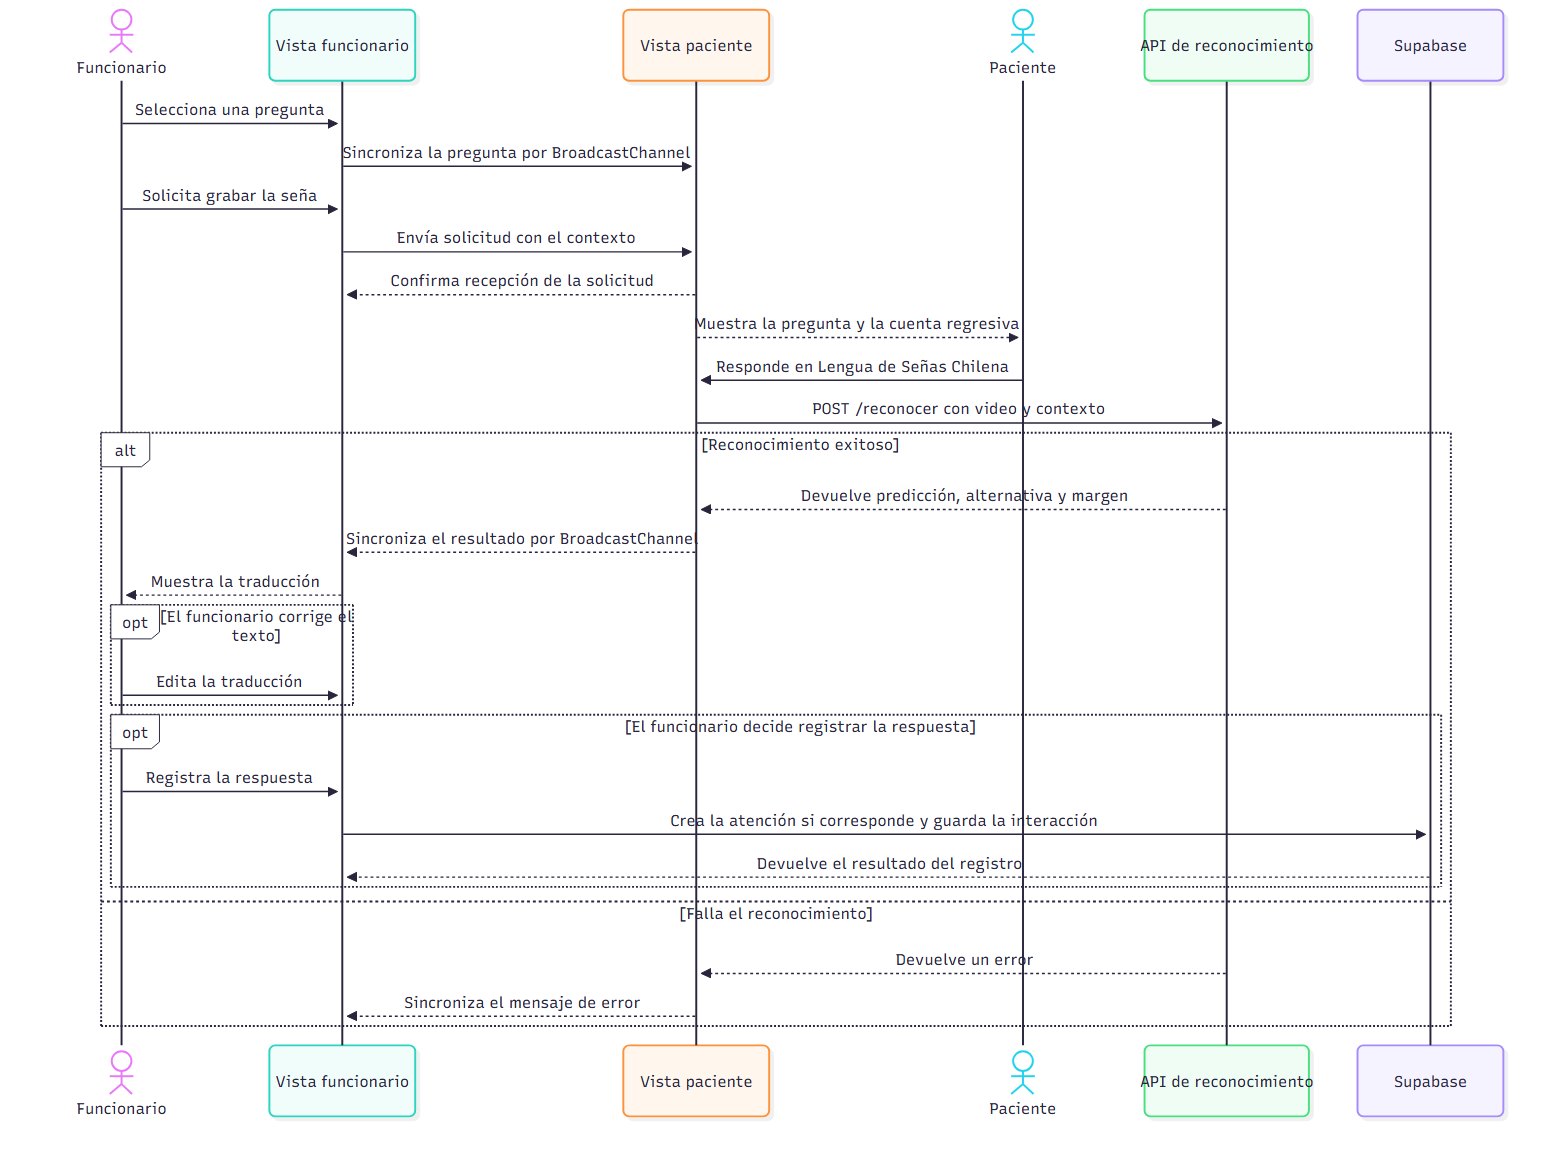 Funcionario
Vista funcionario
Vista paciente
Paciente
API de reconocimiento
Supabase
Selecciona una pregunta
Sincroniza la pregunta por BroadcastChannel
Solicita grabar la seña
Envía solicitud con el contexto
Confirma recepción de la solicitud
Muestra la pregunta y la cuenta regresiva
Responde en Lengua de Señas Chilena
POST /reconocer con video y contexto
alt
[Reconocimiento exitoso]
Devuelve predicción, alternativa y margen
Sincroniza el resultado por BroadcastChannel
Muestra la traducción
opt
[El funcionario corrige el
texto]
Edita la traducción
opt
[El funcionario decide registrar la respuesta]
Registra la respuesta
Crea la atención si corresponde y guarda la interacción
Devuelve el resultado del registro
[Falla el reconocimiento]
Devuelve un error
Sincroniza el mensaje de error
Funcionario
Vista funcionario
Vista paciente
Paciente
API de reconocimiento
Supabase